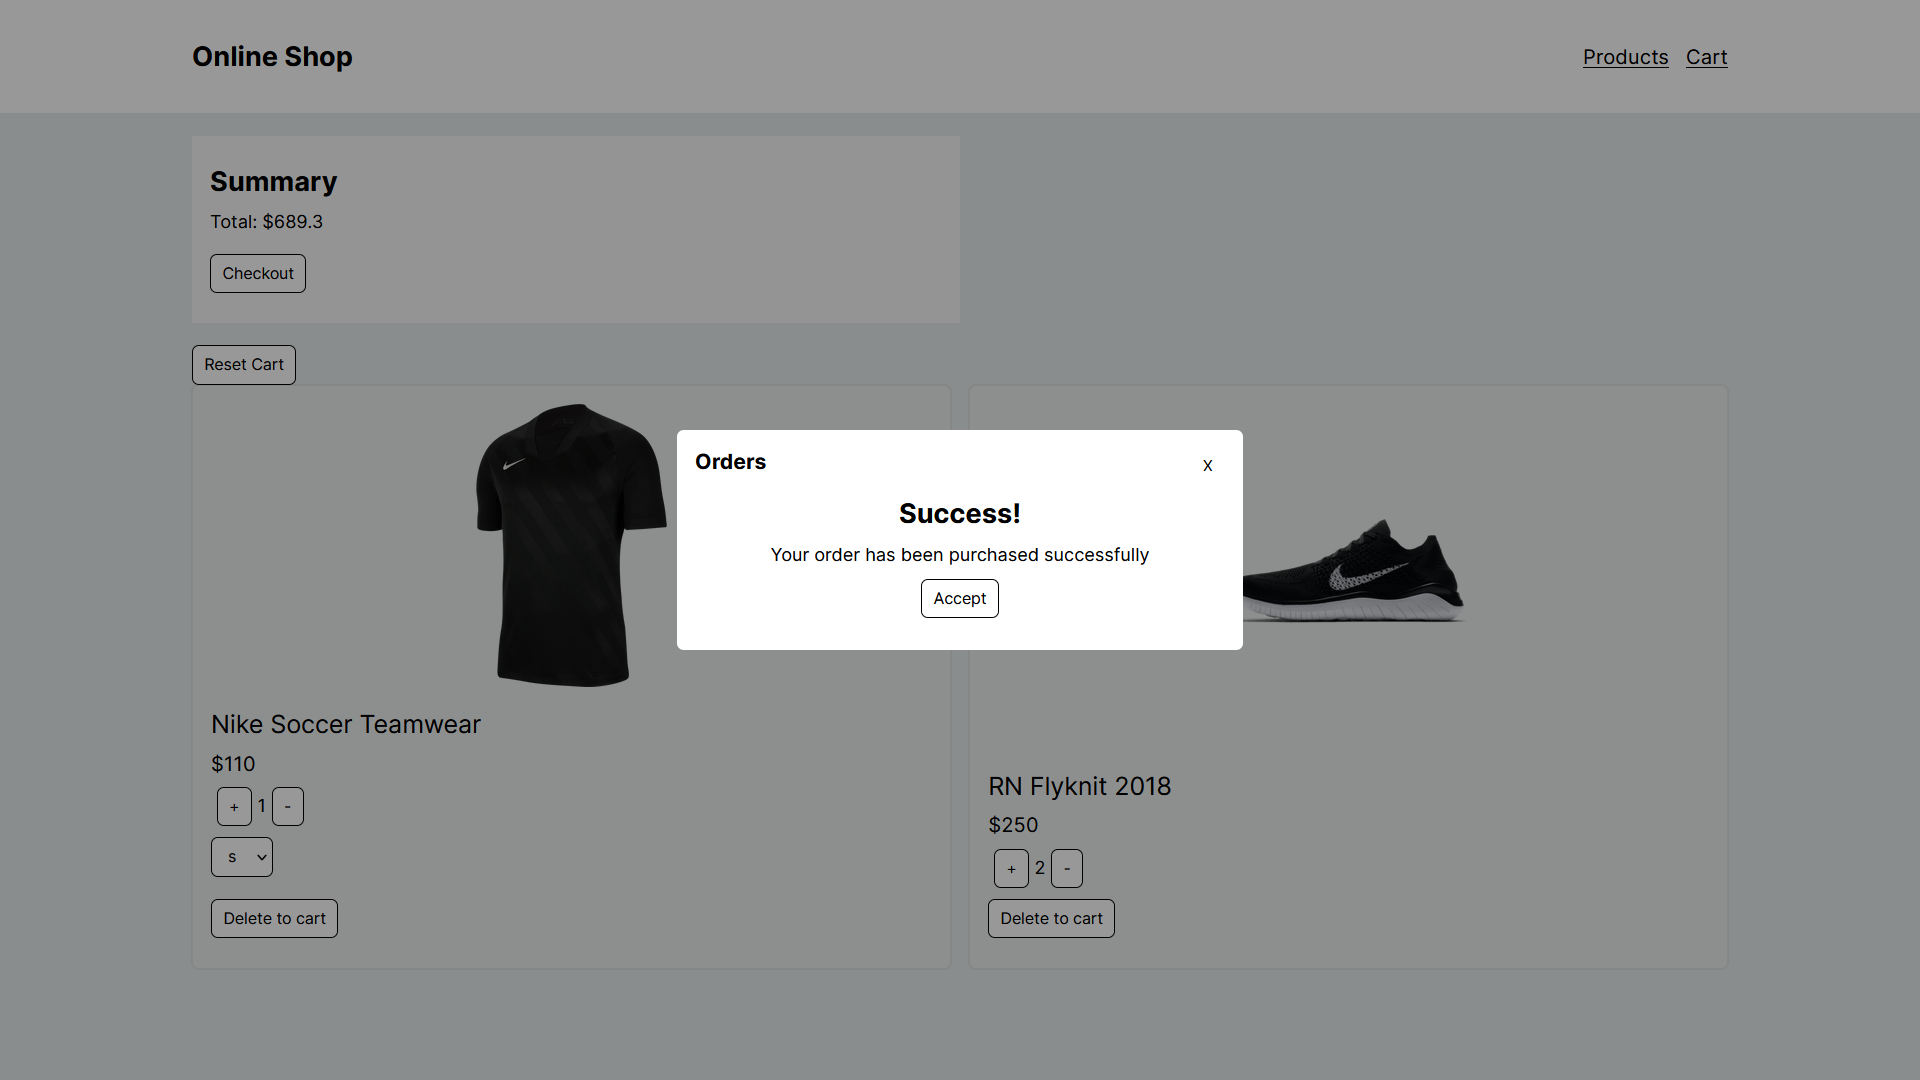 Online Shop
Products Cart
Summary
Total: $689.3
Checkout
Reset Cart
Orders
X
Success!
Your order has been purchased successfully
Accept
Nike Soccer Teamwear
$110
+ 1 -
s
Delete to cart
RN Flyknit 2018
$250
+ 2 -
Delete to cart